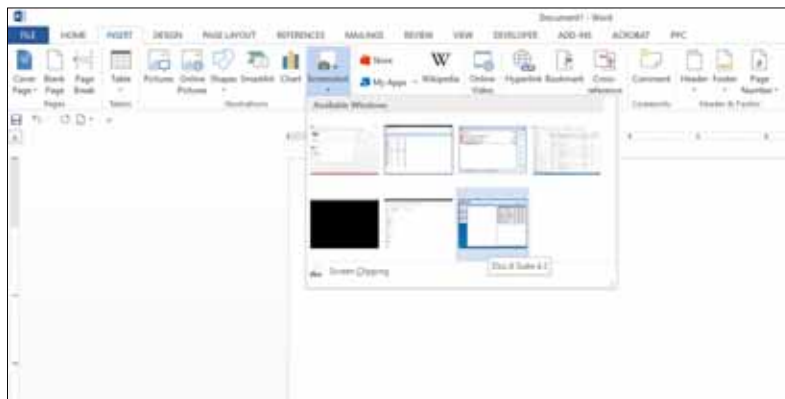 Document1 - Word
FILE HOME INSERT DESIGN PAGE LAYOUT REFERENCES MAILINGS REVIEW VIEW DEVELOPER ADD-INS ACROBAT PPC
Cover Page Blank Page Page Break Table Pictures Online Pictures Shapes SmartArt Chart Screenshot Store My Apps Wikipedia Online Video Hyperlink Bookmark Cross-reference Comment Header Footer Page Number
Pages Tables Illustrations Comments Header & Footer
Available Windows
Screen Clipping